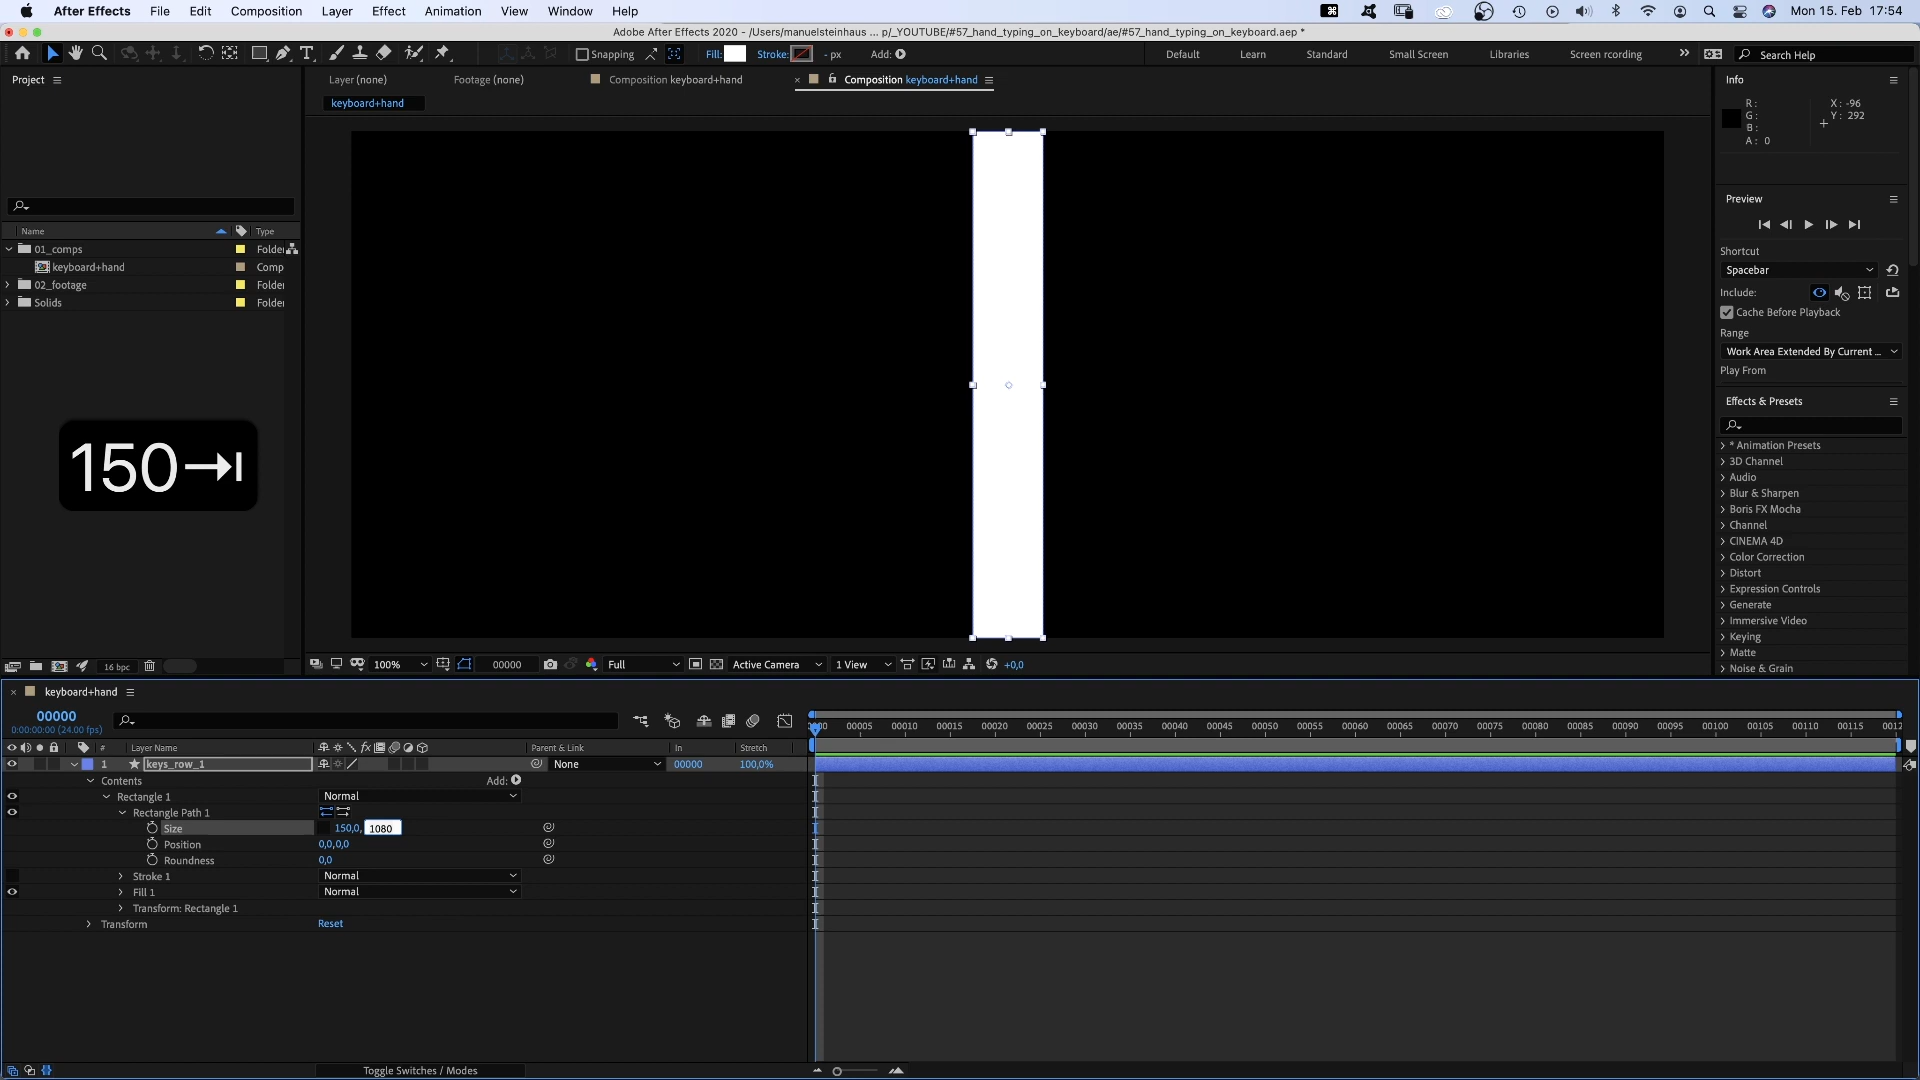 After Effects File Edit Composition Layer Effect Animation View Window Help Mon 15. Feb 17:54
Adobe After Effects 2020 - /Users/manuelsteinhaus ... p/_YOUTUBE/#57_hand_typing_on_keyboard/ae/#57_hand_typing_on_keyboard.aep *
Snapping Fill: Stroke: - px Add: Default Learn Standard Small Screen Libraries Screen rcording Search Help
Project Layer (none) Footage (none) Composition keyboard+hand Composition keyboard+hand Info
keyboard+hand
R: X: -96
G: Y: 292
B:
A: 0
Preview
Shortcut
Spacebar
Include:
Cache Before Playback
Range
Work Area Extended By Current ...
Play From
Name Type
01_comps Folder
keyboard+hand Comp
02_footage Folder
Solids Folder
150
Effects & Presets
* Animation Presets
3D Channel
Audio
Blur & Sharpen
Boris FX Mocha
Channel
CINEMA 4D
Color Correction
Distort
Expression Controls
Generate
Immersive Video
Keying
Matte
Noise & Grain
16 bpc 100% 00000 Full Active Camera 1 View +0,0
keyboard+hand
00000
0:00:00:00 (24.00 fps)
00005 00010 00015 00020 00025 00030 00035 00040 00045 00050 00055 00060 00065 00070 00075 00080 00085 00090 00095 00100 00105 00110 00115
# Layer Name fx Parent & Link In Stretch
1 keys_row_1 None 00000 100,0%
Contents Add:
Rectangle 1 Normal
Rectangle Path 1
Size 150,0, 1080
Position 0,0,0,0
Roundness 0,0
Stroke 1 Normal
Fill 1 Normal
Transform: Rectangle 1
Transform Reset
Toggle Switches / Modes